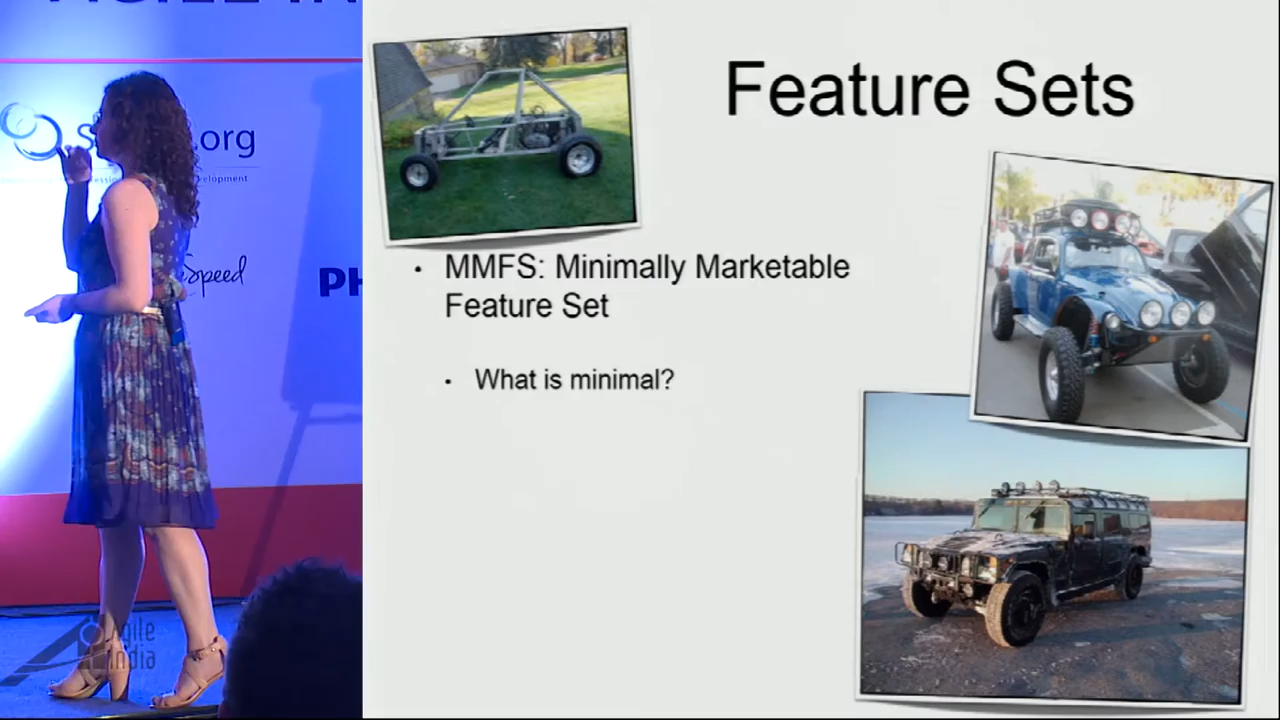 .org
Speed
PH
Agile
India
Feature Sets
• MMFS: Minimally Marketable
Feature Set
• What is minimal?